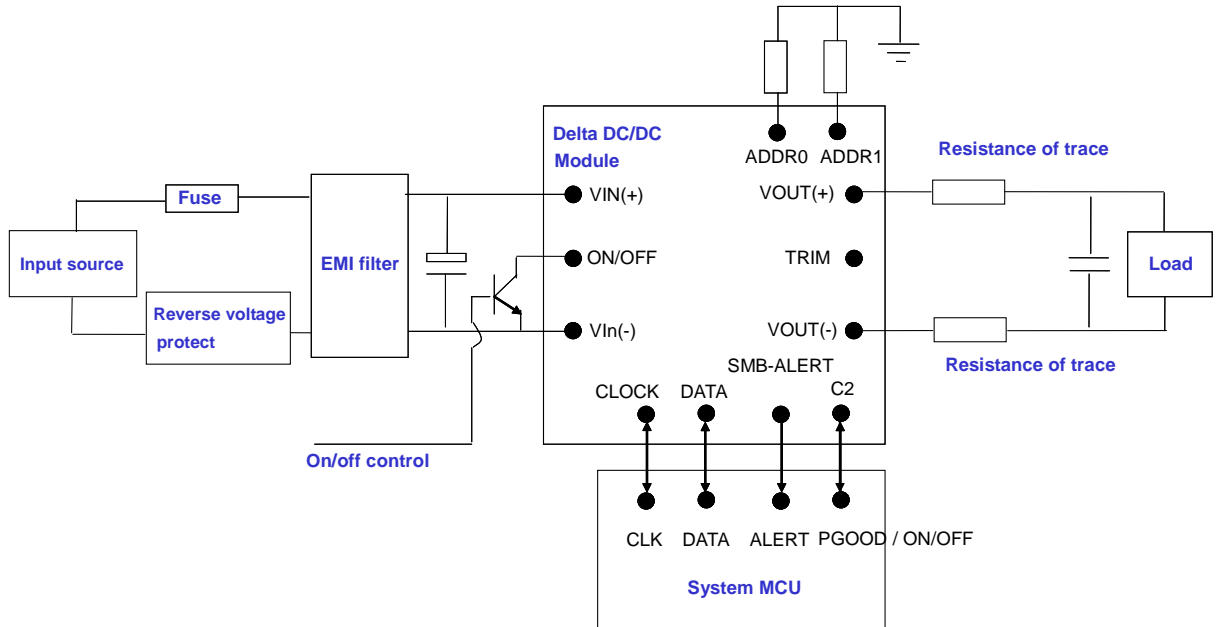 Delta DC/DC
Module
ADDR0 ADDR1
Resistance of trace
Fuse
VIN(+)
VOUT(+)
Input source
EMI filter
ON/OFF
TRIM
Load
Reverse voltage
protect
VIn(-)
VOUT(-)
Resistance of trace
SMB-ALERT
CLOCK DATA C2
On/off control
CLK DATA ALERT PGOOD / ON/OFF
System MCU